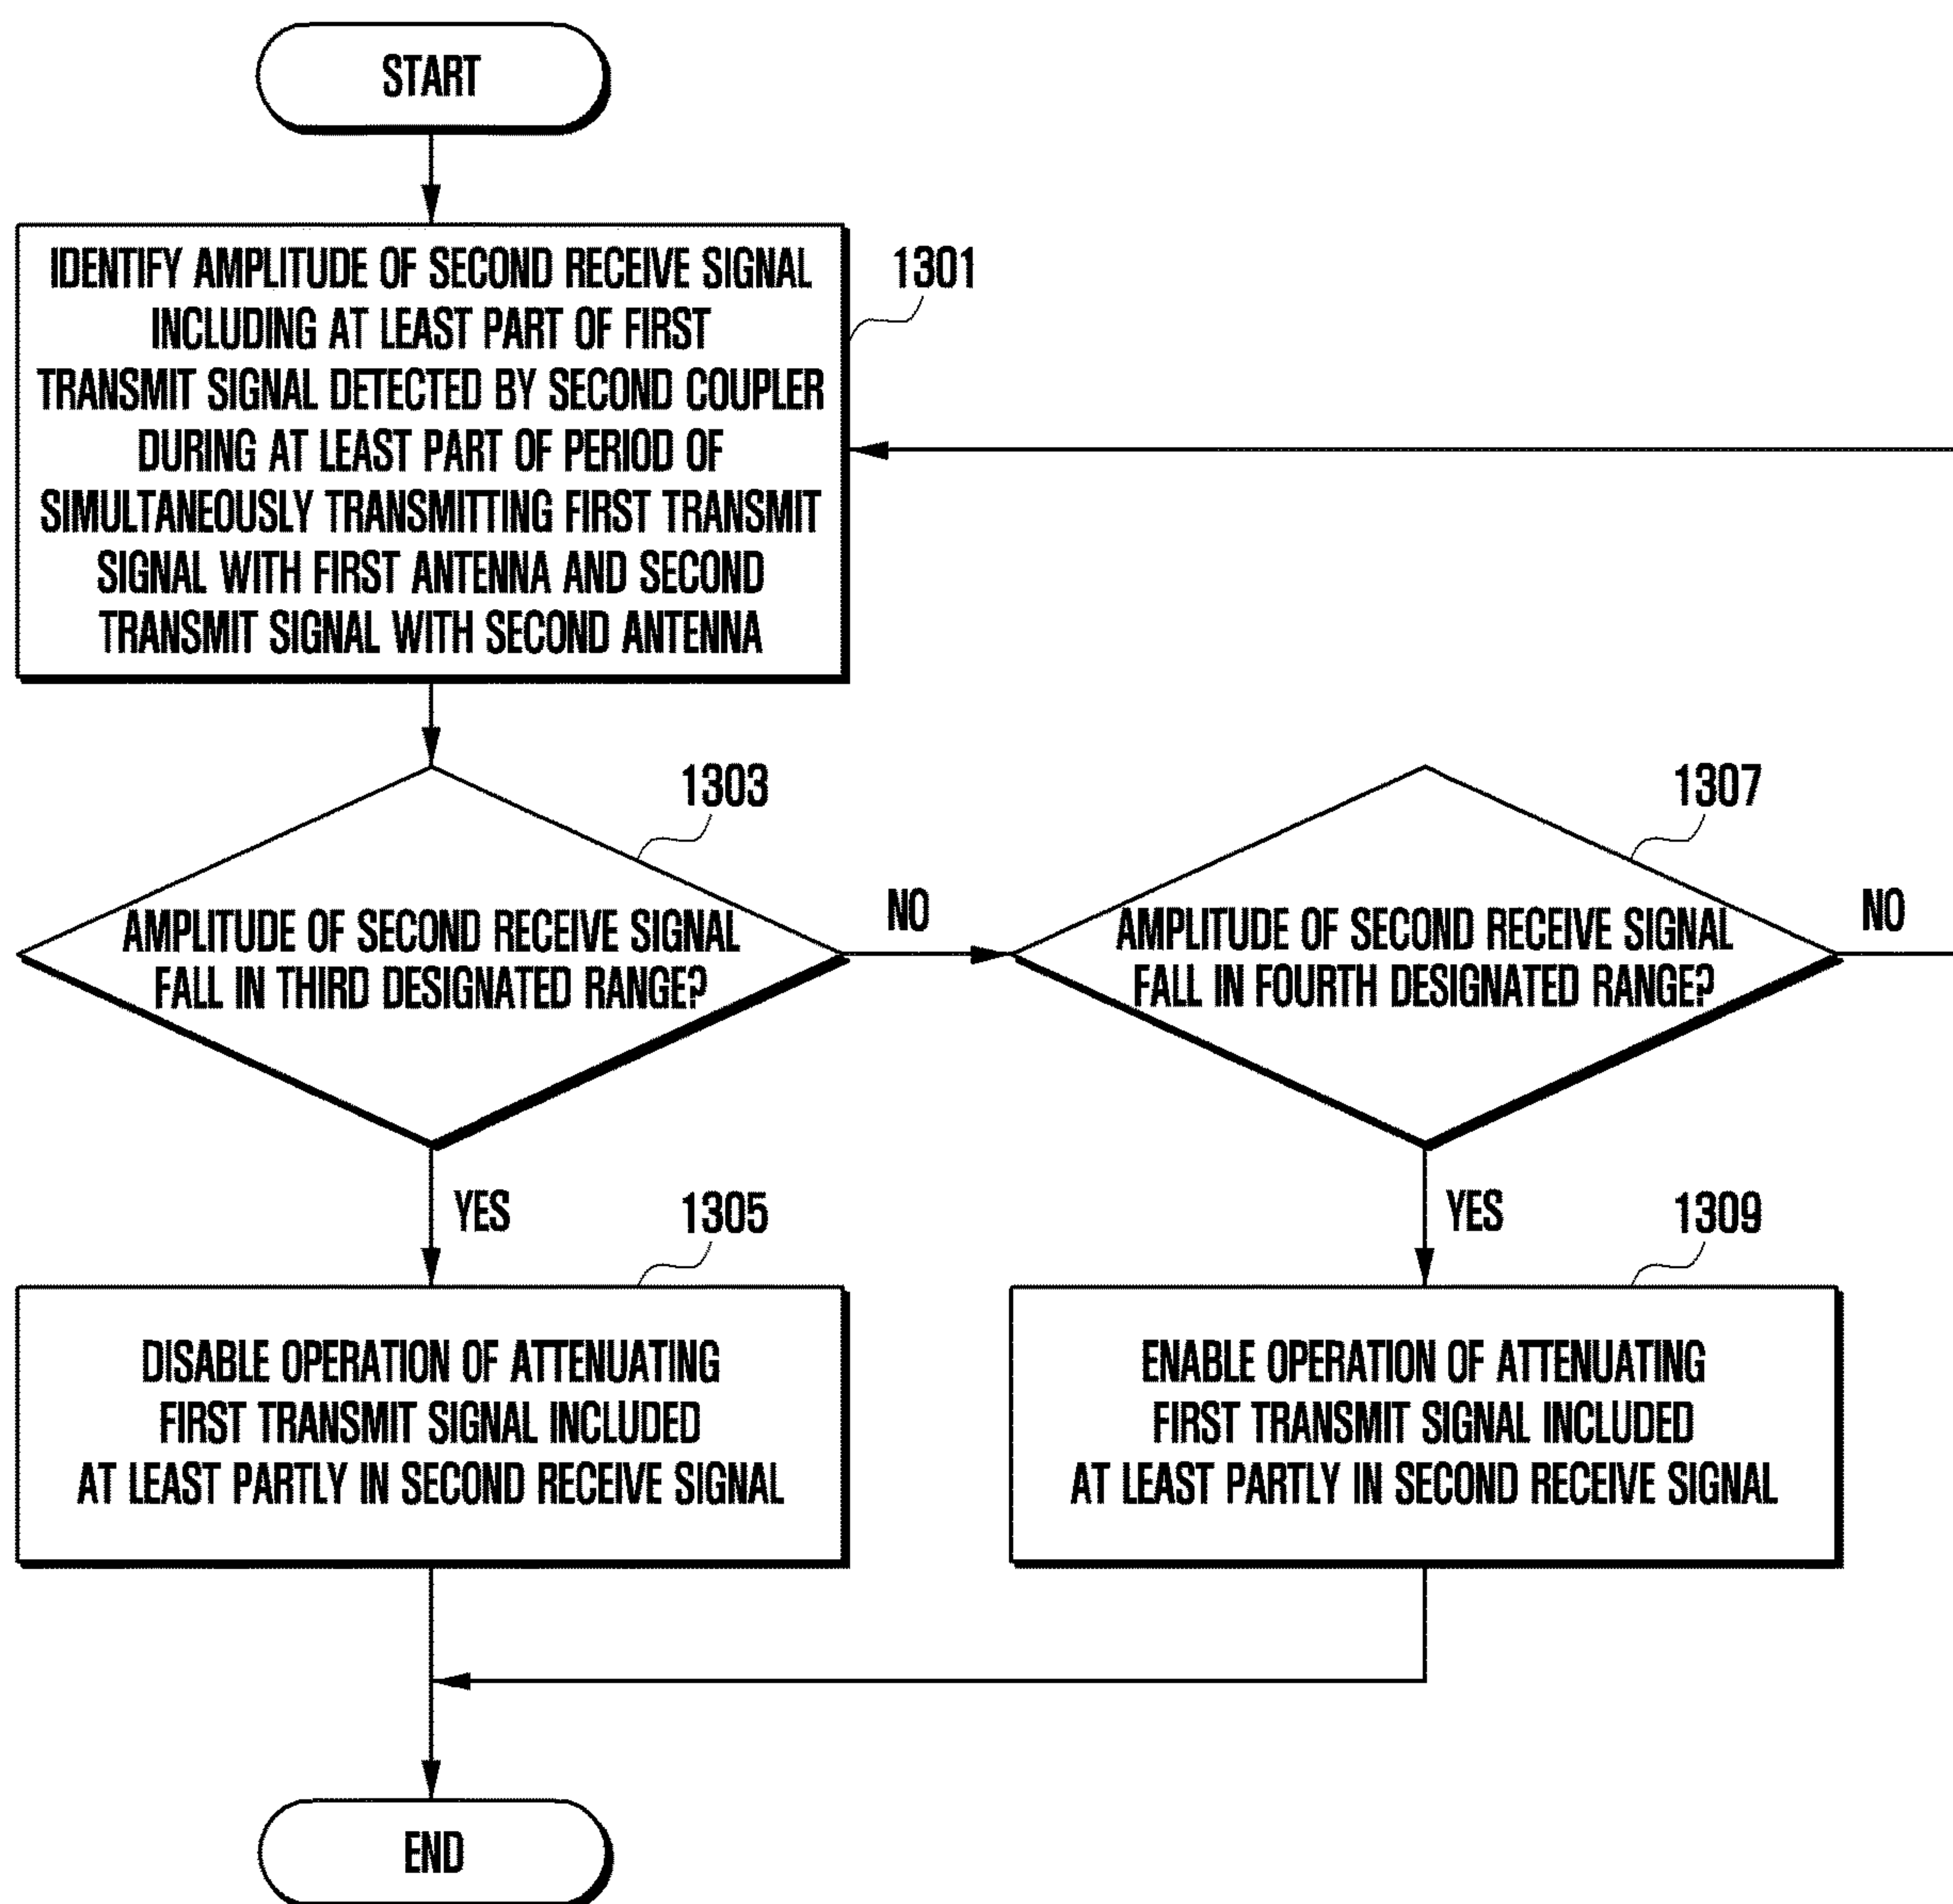 START
IDENTIFY AMPLITUDE OF SECOND RECEIVE SIGNAL
INCLUDING AT LEAST PART OF FIRST
TRANSMIT SIGNAL DETECTED BY SECOND COUPLER
DURING AT LEAST PART OF PERIOD OF
SIMULTANEOUSLY TRANSMITTING FIRST TRANSMIT
SIGNAL WITH FIRST ANTENNA AND SECOND
TRANSMIT SIGNAL WITH SECOND ANTENNA
1301
1303
AMPLITUDE OF SECOND RECEIVE SIGNAL
FALL IN THIRD DESIGNATED RANGE?
NO
1307
AMPLITUDE OF SECOND RECEIVE SIGNAL
FALL IN FOURTH DESIGNATED RANGE?
NO
YES
1305
DISABLE OPERATION OF ATTENUATING
FIRST TRANSMIT SIGNAL INCLUDED
AT LEAST PARTLY IN SECOND RECEIVE SIGNAL
YES
1309
ENABLE OPERATION OF ATTENUATING
FIRST TRANSMIT SIGNAL INCLUDED
AT LEAST PARTLY IN SECOND RECEIVE SIGNAL
END